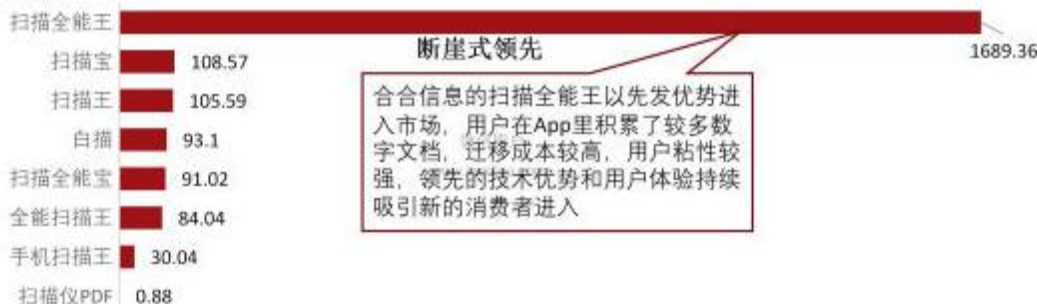 扫描全能王
1689.36
断崖式领先
扫描宝 108.57
扫描王 105.59
白描 93.1
扫描全能宝 91.02
全能扫描王 84.04
手机扫描王 30.04
扫描仪PDF 0.88
合合信息的扫描全能王以先发优势进
入市场，用户在App里积累了较多数
字文档，迁移成本较高，用户粘性较
强，领先的技术优势和用户体验持续
吸引新的消费者进入